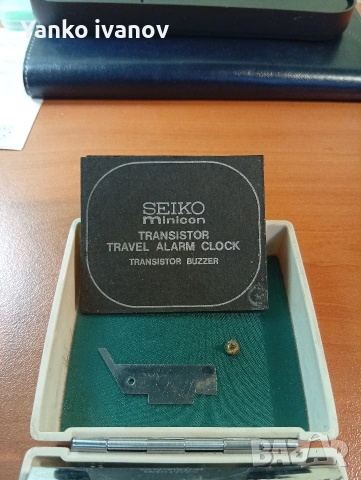 Yanko ivanov
SEIKO
minicon
TRANSISTOR
TRAVEL ALARM CLOCK
TRANSISTOR BUZZER
BAZAR